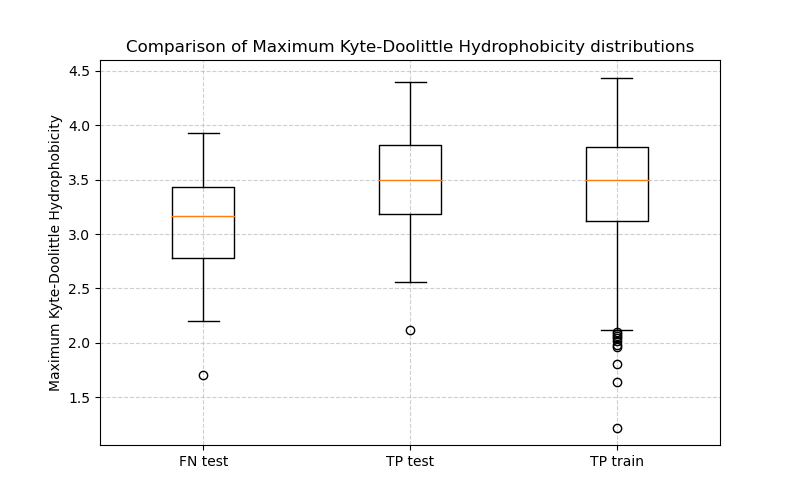 Comparison of Maximum Kyte-Doolittle Hydrophobicity distributions
Maximum Kyte-Doolittle Hydrophobicity
4.5
4.0
3.5
3.0
2.5
2.0
1.5
FN test
TP test
TP train